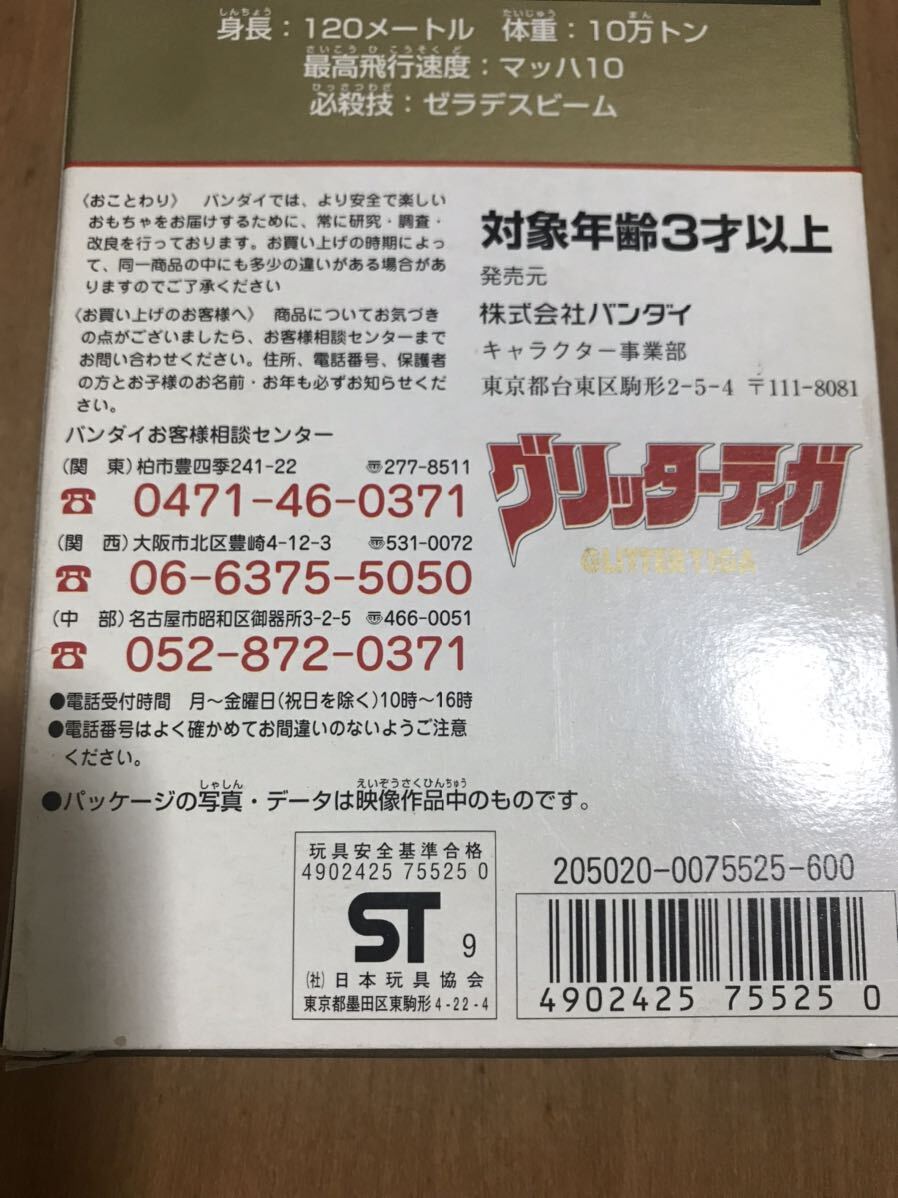 身長：120メートル　体重：10万トン
最高飛行速度：マッハ10
必殺技：ゼラデスビーム
〈おことわり〉　バンダイでは、より安全で楽しい
おもちゃをお届けするために、常に研究・調査・
改良を行っております。お買い上げの時期によっ
て、同一商品の中にも多少の違いがある場合があ
りますのでご了承ください
〈お買い上げのお客様へ〉　商品についてお気づき
の点がございましたら、お客様相談センターまで
お問い合わせください。住所、電話番号、保護者
の方とお子様のお名前・お年も必ずお知らせくだ
さい。
バンダイお客様相談センター
（関　東）柏市豊四季241-22　〒277-8511
☎ 0471-46-0371
（関　西）大阪市北区豊崎4-12-3　〒531-0072
☎ 06-6375-5050
（中　部）名古屋市昭和区御器所3-2-5　〒466-0051
☎ 052-872-0371
●電話受付時間　月〜金曜日（祝日を除く）10時〜16時
●電話番号はよく確かめてお間違いのないようご注意
ください。
●パッケージの写真・データは映像作品中のものです。
対象年齢3才以上
発売元
株式会社バンダイ
キャラクター事業部
東京都台東区駒形2-5-4 〒111-8081
グリッターティガ
GLITTER TIGA
玩具安全基準合格
4902425 75525 0
ST 9
（社）日本玩具協会
東京都墨田区東駒形4-22-4
205020-0075525-600
4902425 755250